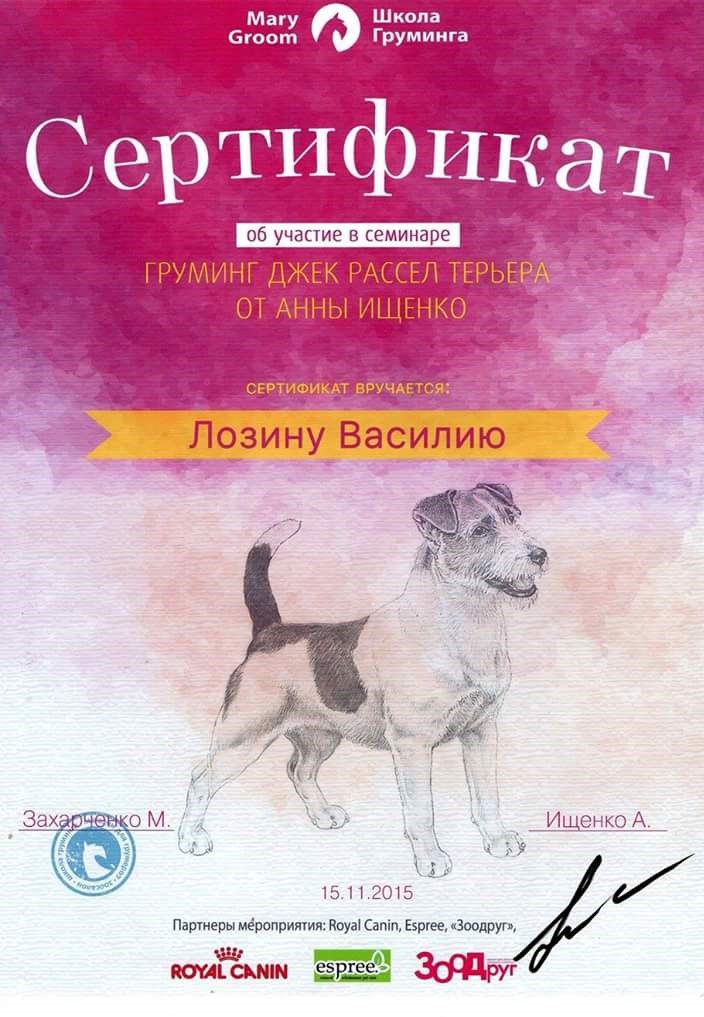 Mary Groom
Школа Груминга
Сертификат
об участие в семинаре
ГРУМИНГ ДЖЕК РАССЕЛ ТЕРЬЕРА
ОТ АННЫ ИЩЕНКО
СЕРТИФИКАТ ВРУЧАЕТСЯ:
Лозину Василию
Захарченко М.
Ищенко А.
15.11.2015
Партнеры мероприятия: Royal Canin, Espree, «Зоодруг»,
ROYAL CANIN
espree
ЗООДруг